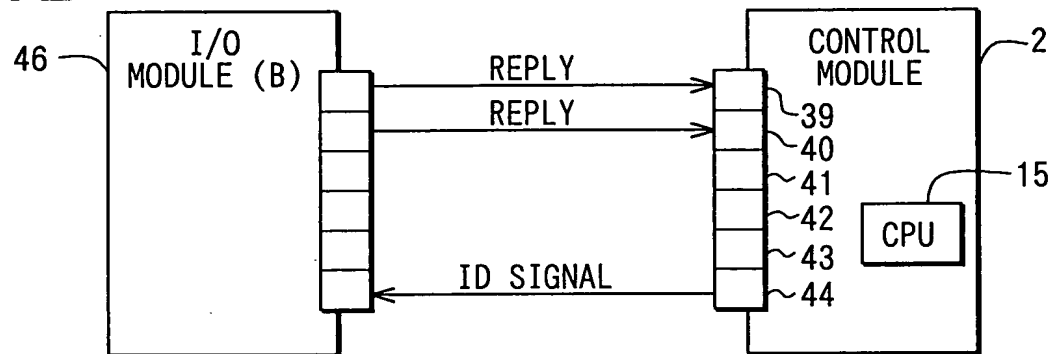 46
I/O
MODULE (B)
REPLY
REPLY
ID SIGNAL
CONTROL
MODULE
2
39
40
41
42
43
44
15
CPU